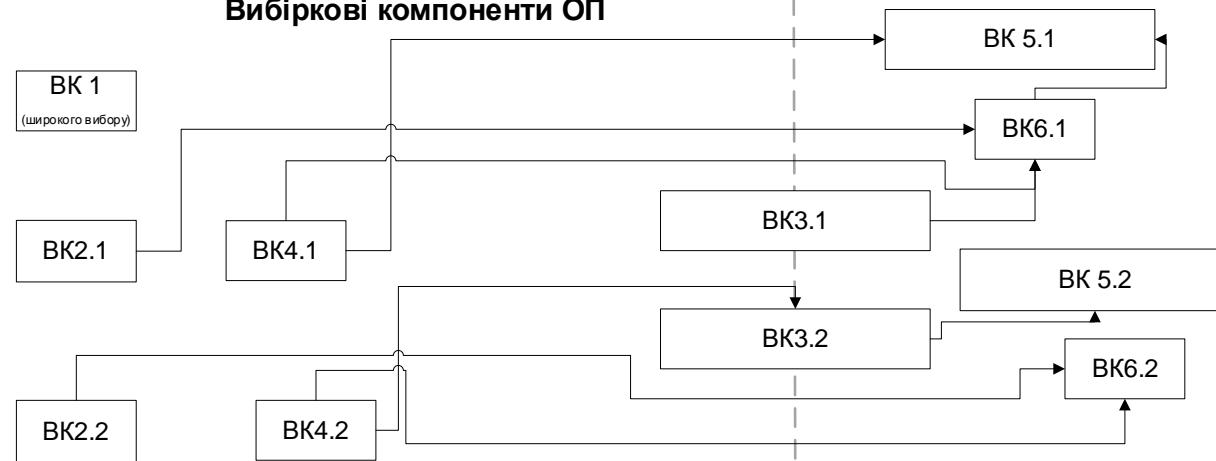 Вибіркові компоненти ОП
ВК 5.1
ВК 1
(широкого вибору)
ВК6.1
ВК3.1
ВК2.1
ВК4.1
ВК 5.2
ВК3.2
ВК6.2
ВК2.2
ВК4.2